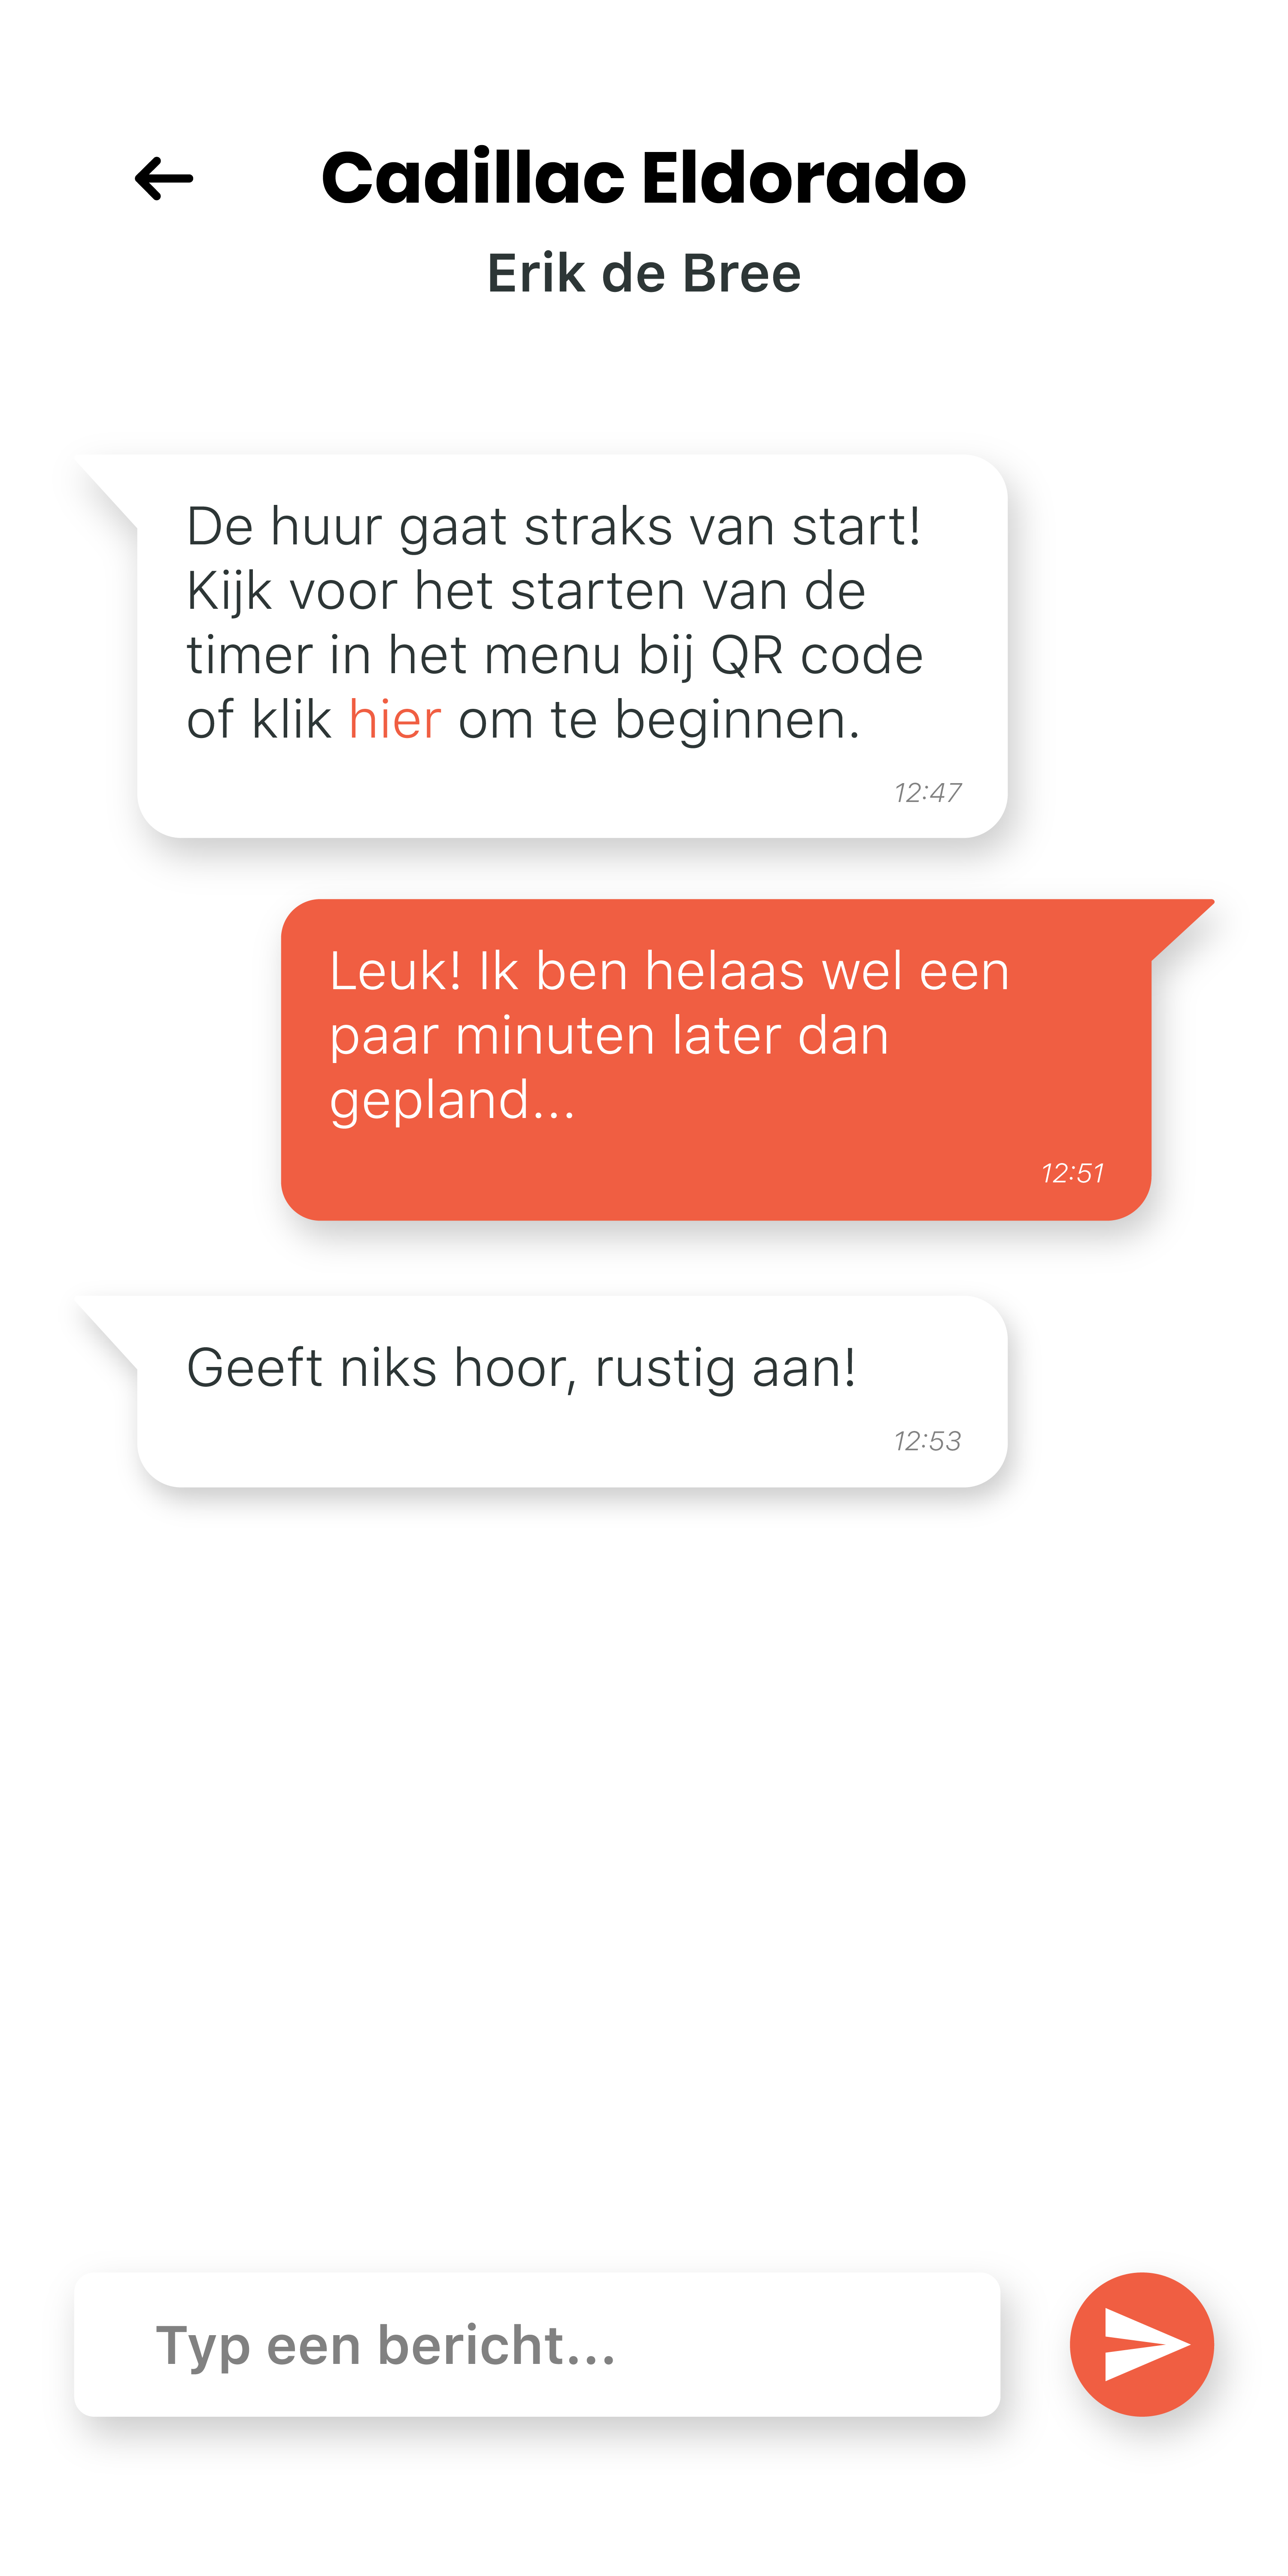 Cadillac Eldorado
Erik de Bree
De huur gaat straks van start!
Kijk voor het starten van de
timer in het menu bij QR code
of klik hier om te beginnen.
12:47
Leuk! Ik ben helaas wel een
paar minuten later dan
gepland...
12:51
Geeft niks hoor, rustig aan!
12:53
Typ een bericht...